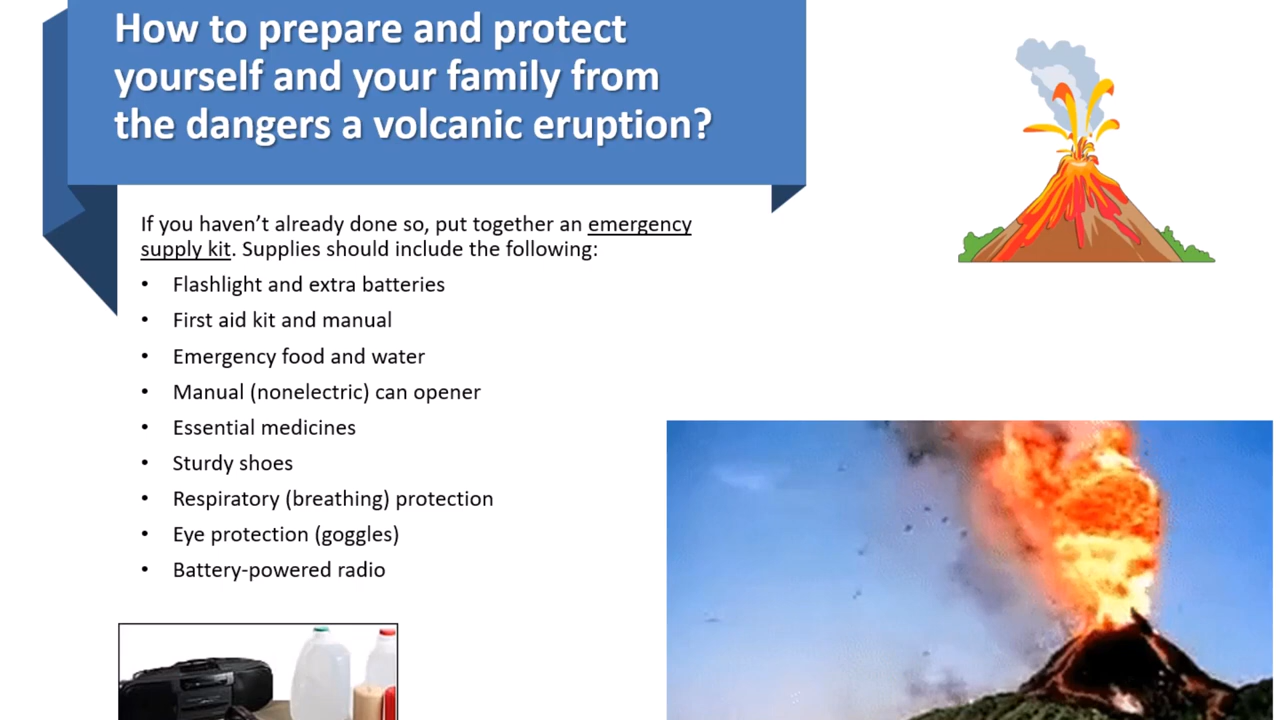 How to prepare and protect
yourself and your family from
the dangers a volcanic eruption?
If you haven’t already done so, put together an emergency
supply kit. Supplies should include the following:
• Flashlight and extra batteries
• First aid kit and manual
• Emergency food and water
• Manual (nonelectric) can opener
• Essential medicines
• Sturdy shoes
• Respiratory (breathing) protection
• Eye protection (goggles)
• Battery-powered radio